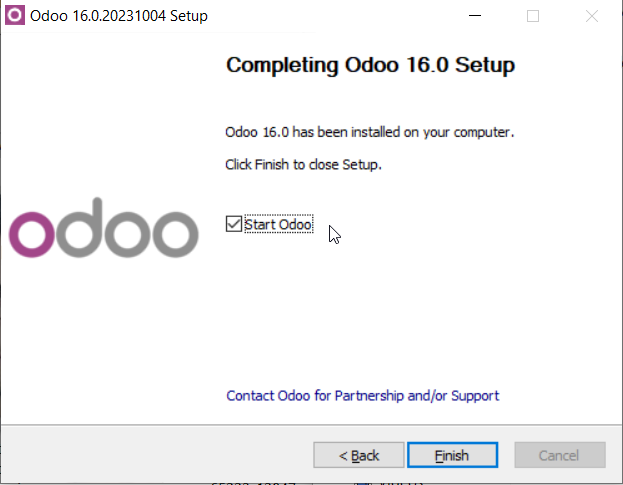 Odoo 16.0.20231004 Setup
Completing Odoo 16.0 Setup
Odoo 16.0 has been installed on your computer.
Click Finish to close Setup.
odoo
Start Odoo
Contact Odoo for Partnership and/or Support
< Back
Finish
Cancel